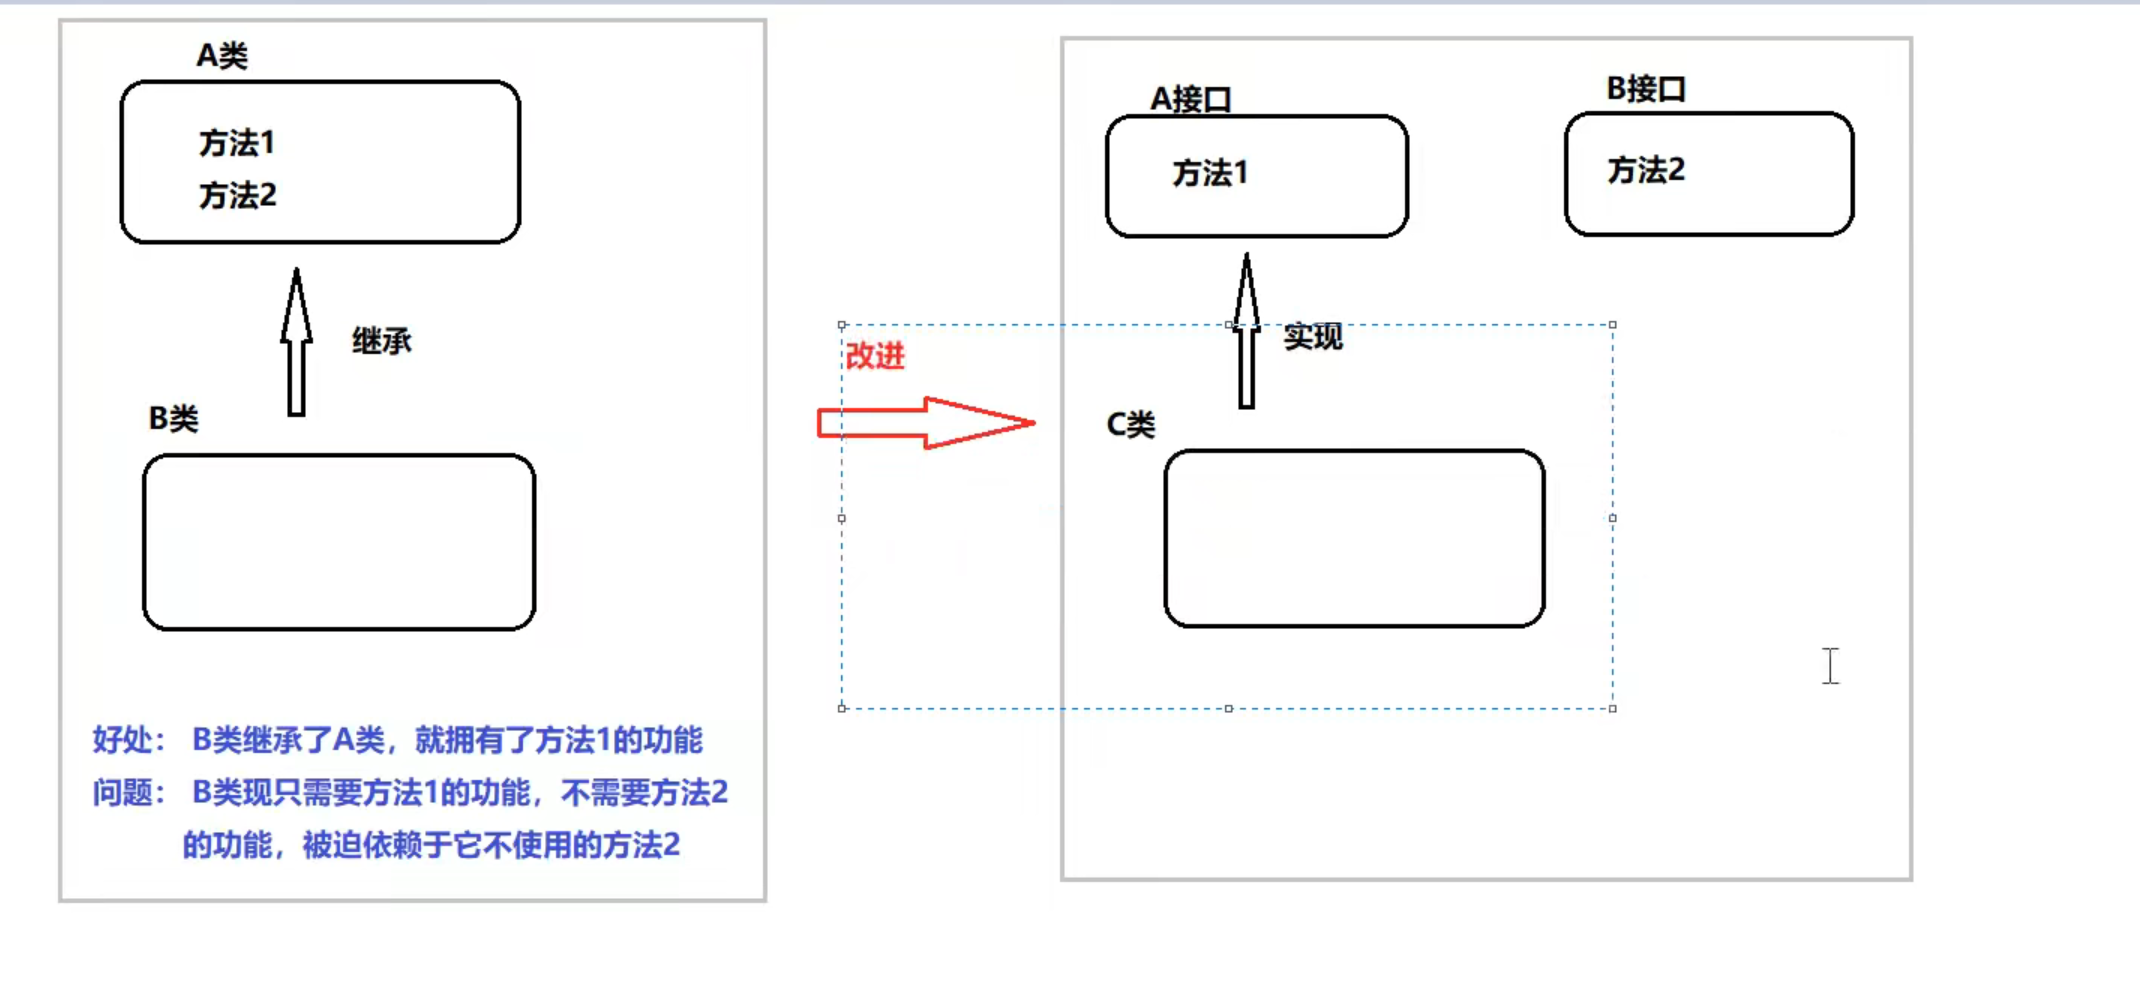 A类
方法1
方法2
继承
B类
好处： B类继承了A类，就拥有了方法1的功能
问题： B类现只需要方法1的功能，不需要方法2
的功能，被迫依赖于它不使用的方法2
改进
A接口
方法1
B接口
方法2
实现
C类